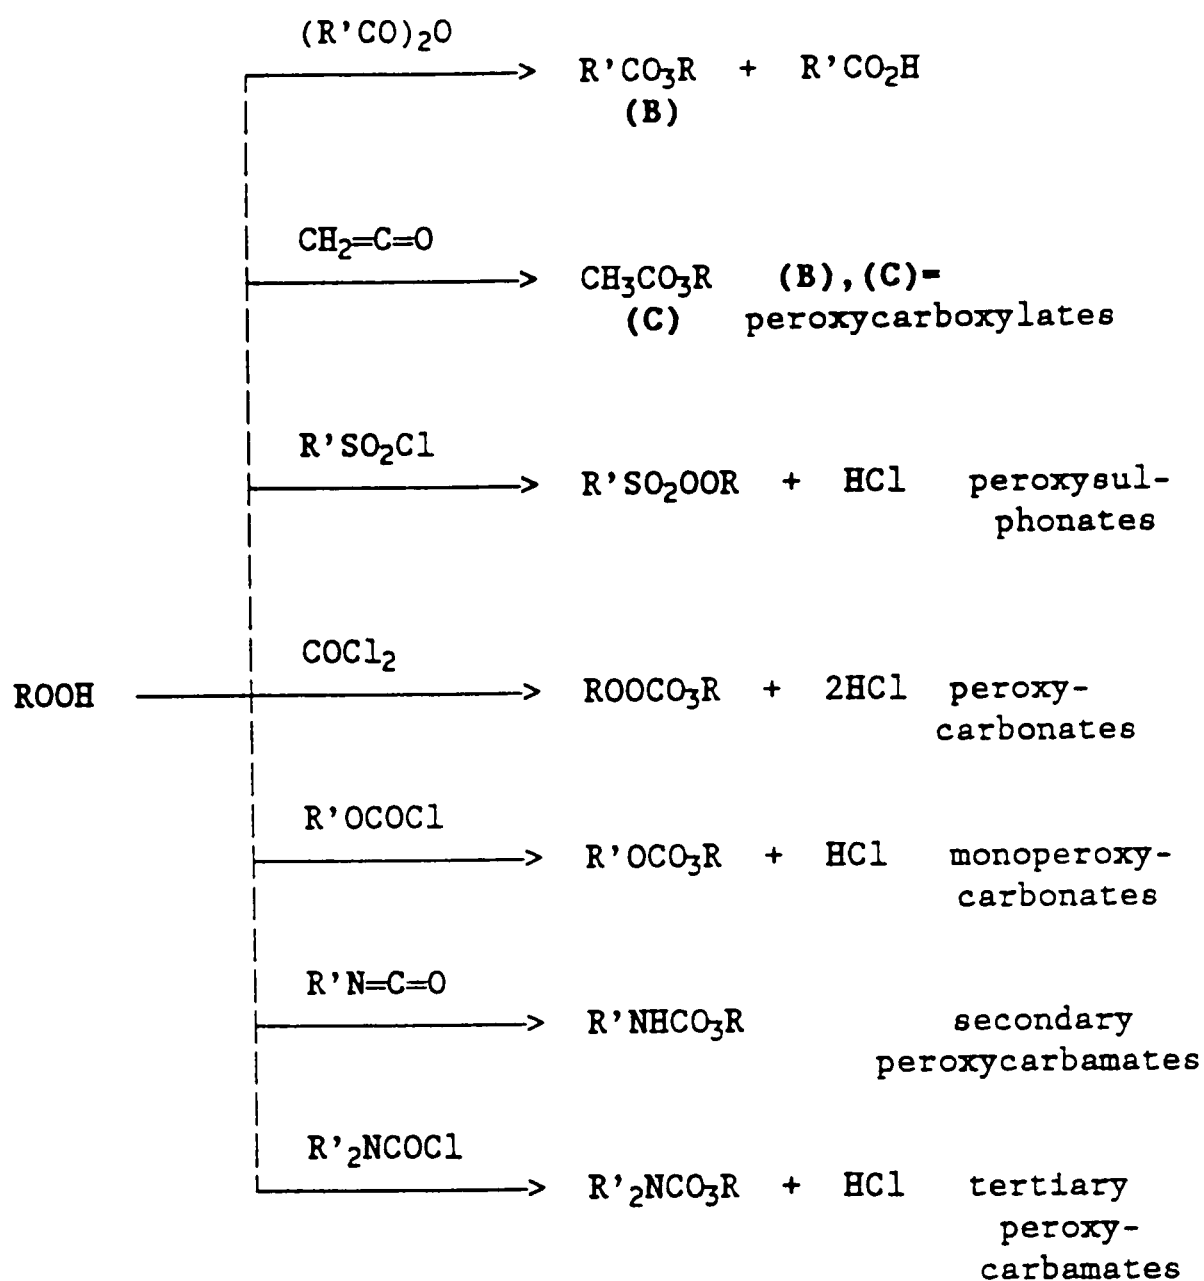 (R'CO)₂O
R'CO₃R + R'CO₂H
(B)
CH₂=C=O
CH₃CO₃R (B),(C)=
(C) peroxycarboxylates
R'SO₂Cl
R'SO₂OOR + HCl peroxysul-
phonates
COCl₂
ROOH ROOCO₃R + 2HCl peroxy-
carbonates
R'OCOCl
R'OCO₃R + HCl monoperoxy-
carbonates
R'N=C=O
R'NHCO₃R secondary
peroxycarbamates
R'₂NCOCl
R'₂NCO₃R + HCl tertiary
peroxy-
carbamates